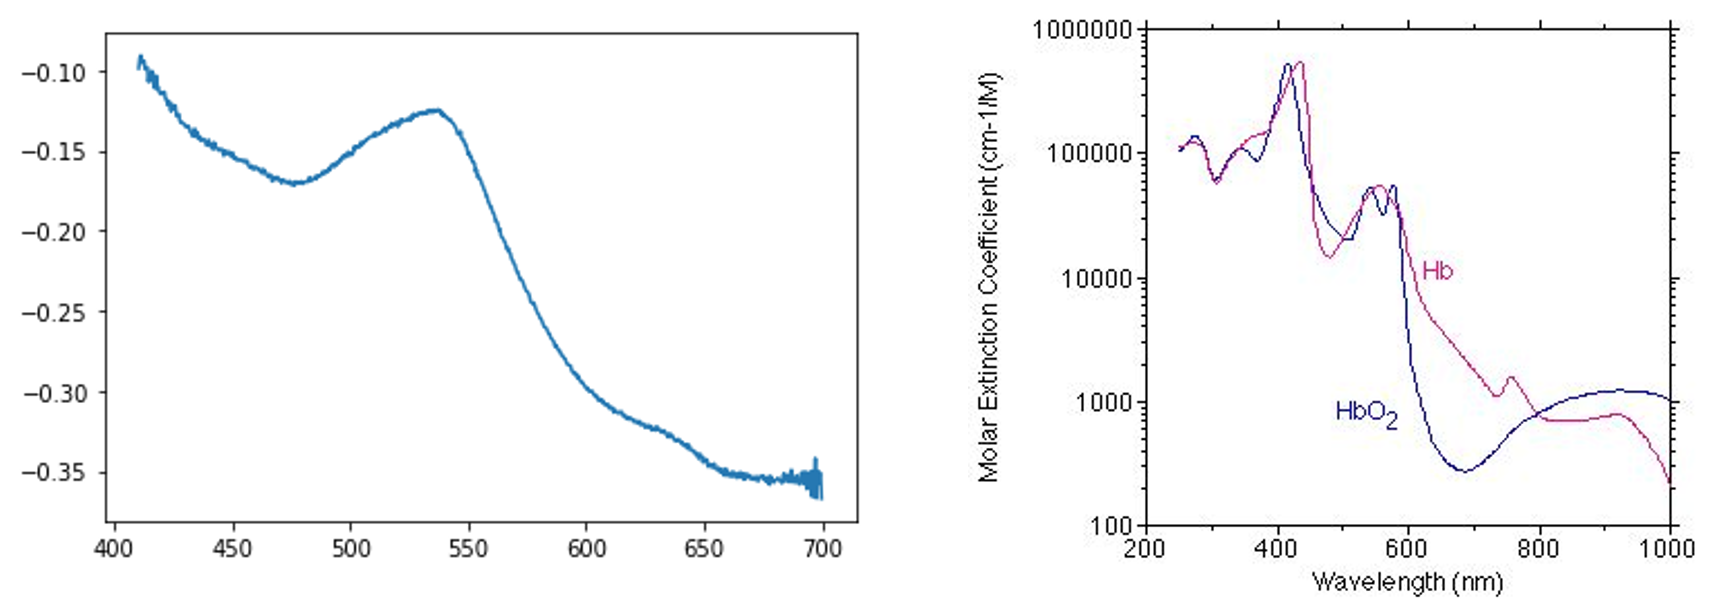 −0.10
−0.15
−0.20
−0.25
−0.30
−0.35
400 450 500 550 600 650 700
Molar Extinction Coefficient (cm-1/M)
1000000
100000
10000
1000
100
Hb
HbO2
200 400 600 800 1000
Wavelength (nm)